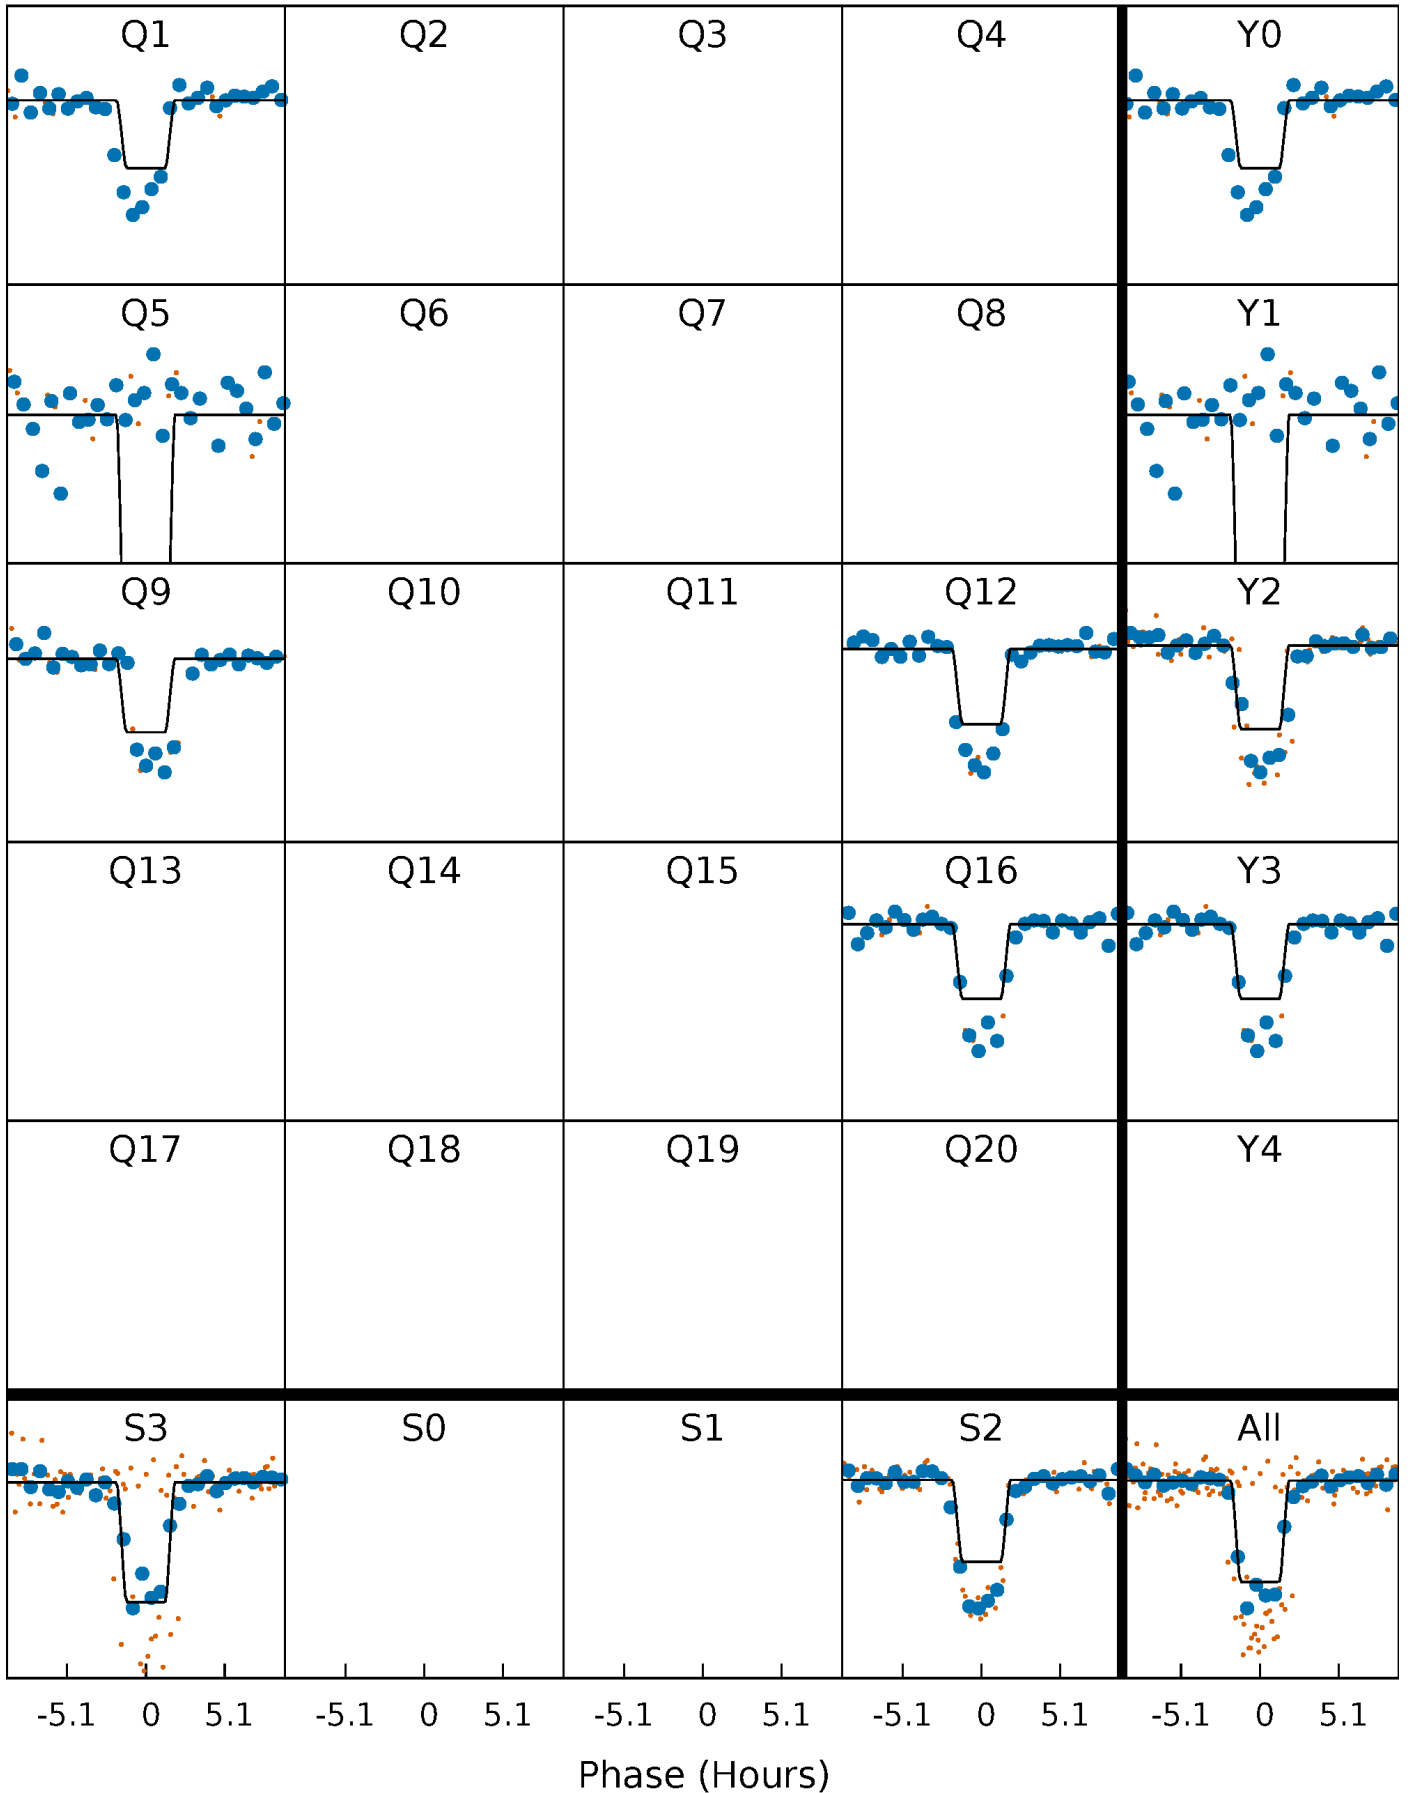 Q1 Q2 Q3 Q4 Y0
Q5 Q6 Q7 Q8 Y1
Q9 Q10 Q11 Q12 Y2
Q13 Q14 Q15 Q16 Y3
Q17 Q18 Q19 Q20 Y4
S3 S0 S1 S2 All
-5.1 0 5.1 -5.1 0 5.1 -5.1 0 5.1 -5.1 0 5.1 -5.1 0 5.1
Phase (Hours)